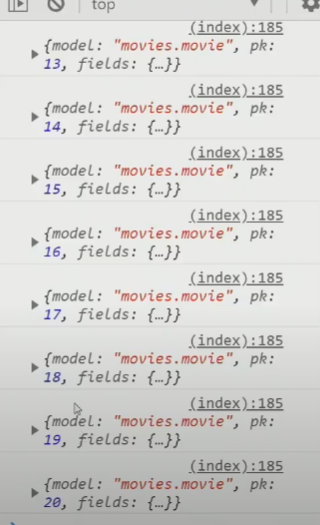 top
(index):185
{model: "movies.movie", pk:
13, fields: {…}}
(index):185
{model: "movies.movie", pk:
14, fields: {…}}
(index):185
{model: "movies.movie", pk:
15, fields: {…}}
(index):185
{model: "movies.movie", pk:
16, fields: {…}}
(index):185
{model: "movies.movie", pk:
17, fields: {…}}
(index):185
{model: "movies.movie", pk:
18, fields: {…}}
(index):185
{model: "movies.movie", pk:
19, fields: {…}}
(index):185
{model: "movies.movie", pk:
20, fields: {…}}